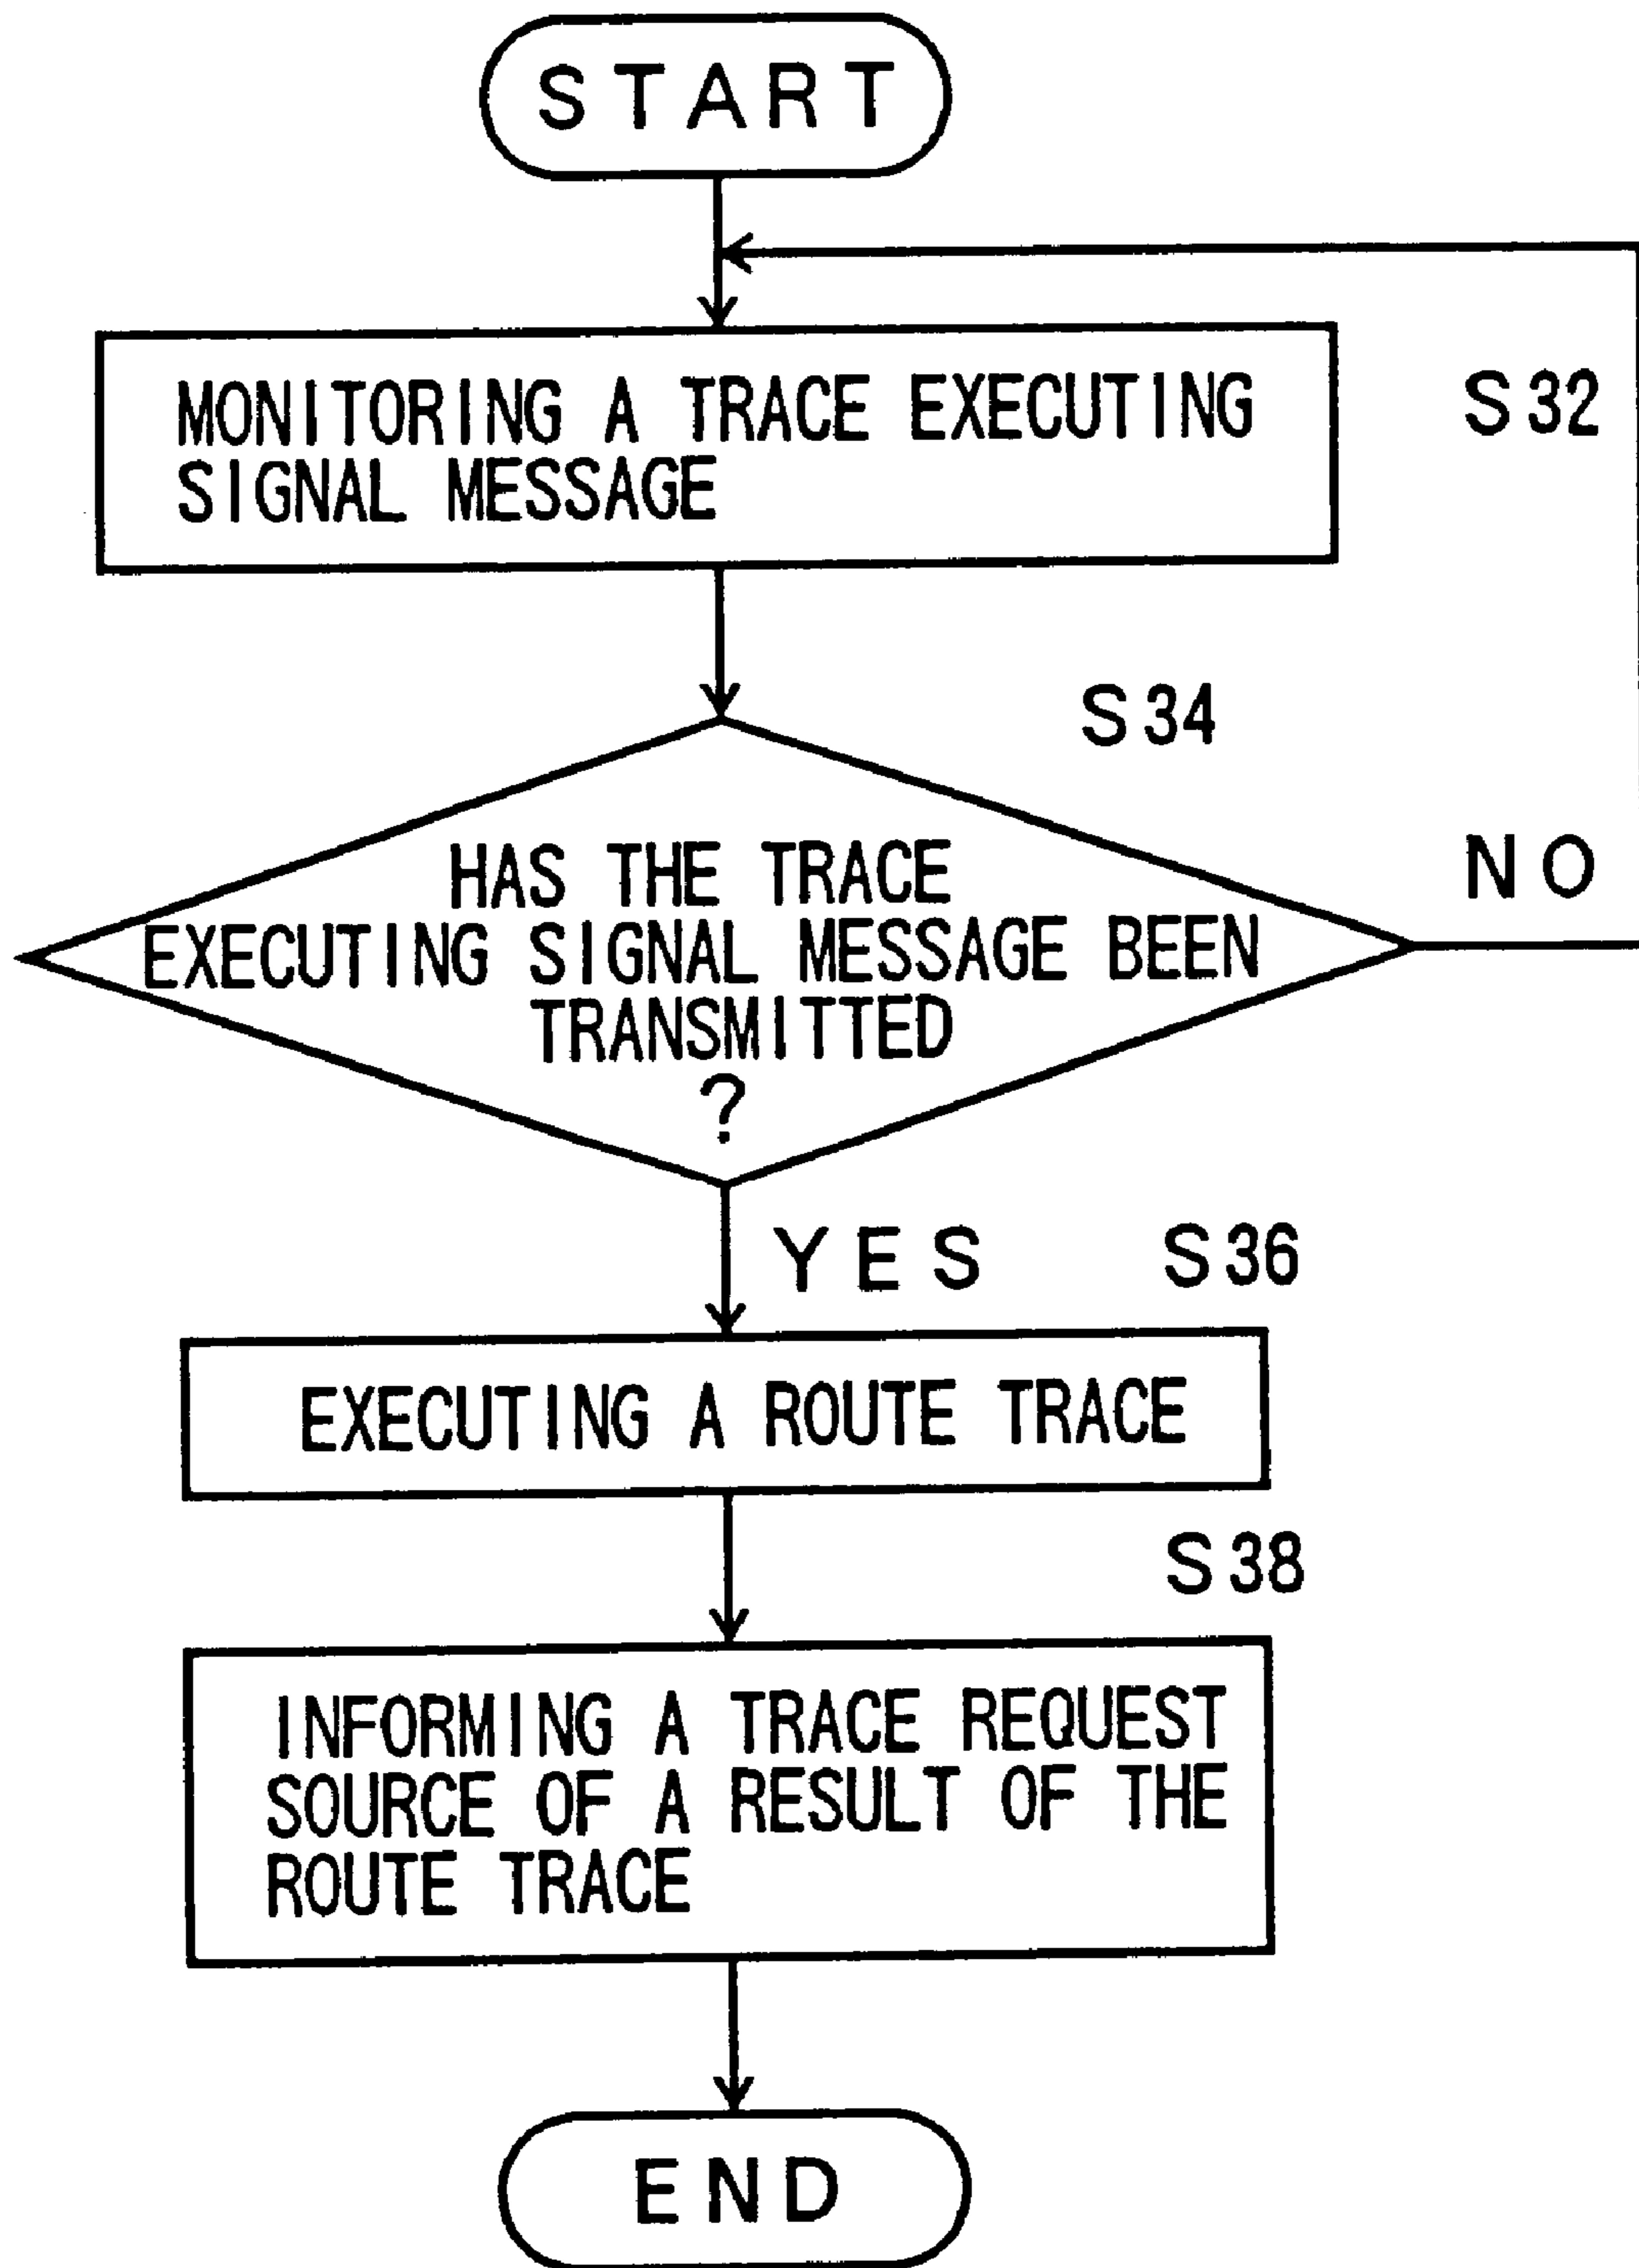 START
MONITORING A TRACE EXECUTING
SIGNAL MESSAGE
S32
S34
HAS THE TRACE
EXECUTING SIGNAL MESSAGE BEEN
TRANSMITTED
?
NO
YES
S36
EXECUTING A ROUTE TRACE
S38
INFORMING A TRACE REQUEST
SOURCE OF A RESULT OF THE
ROUTE TRACE
END